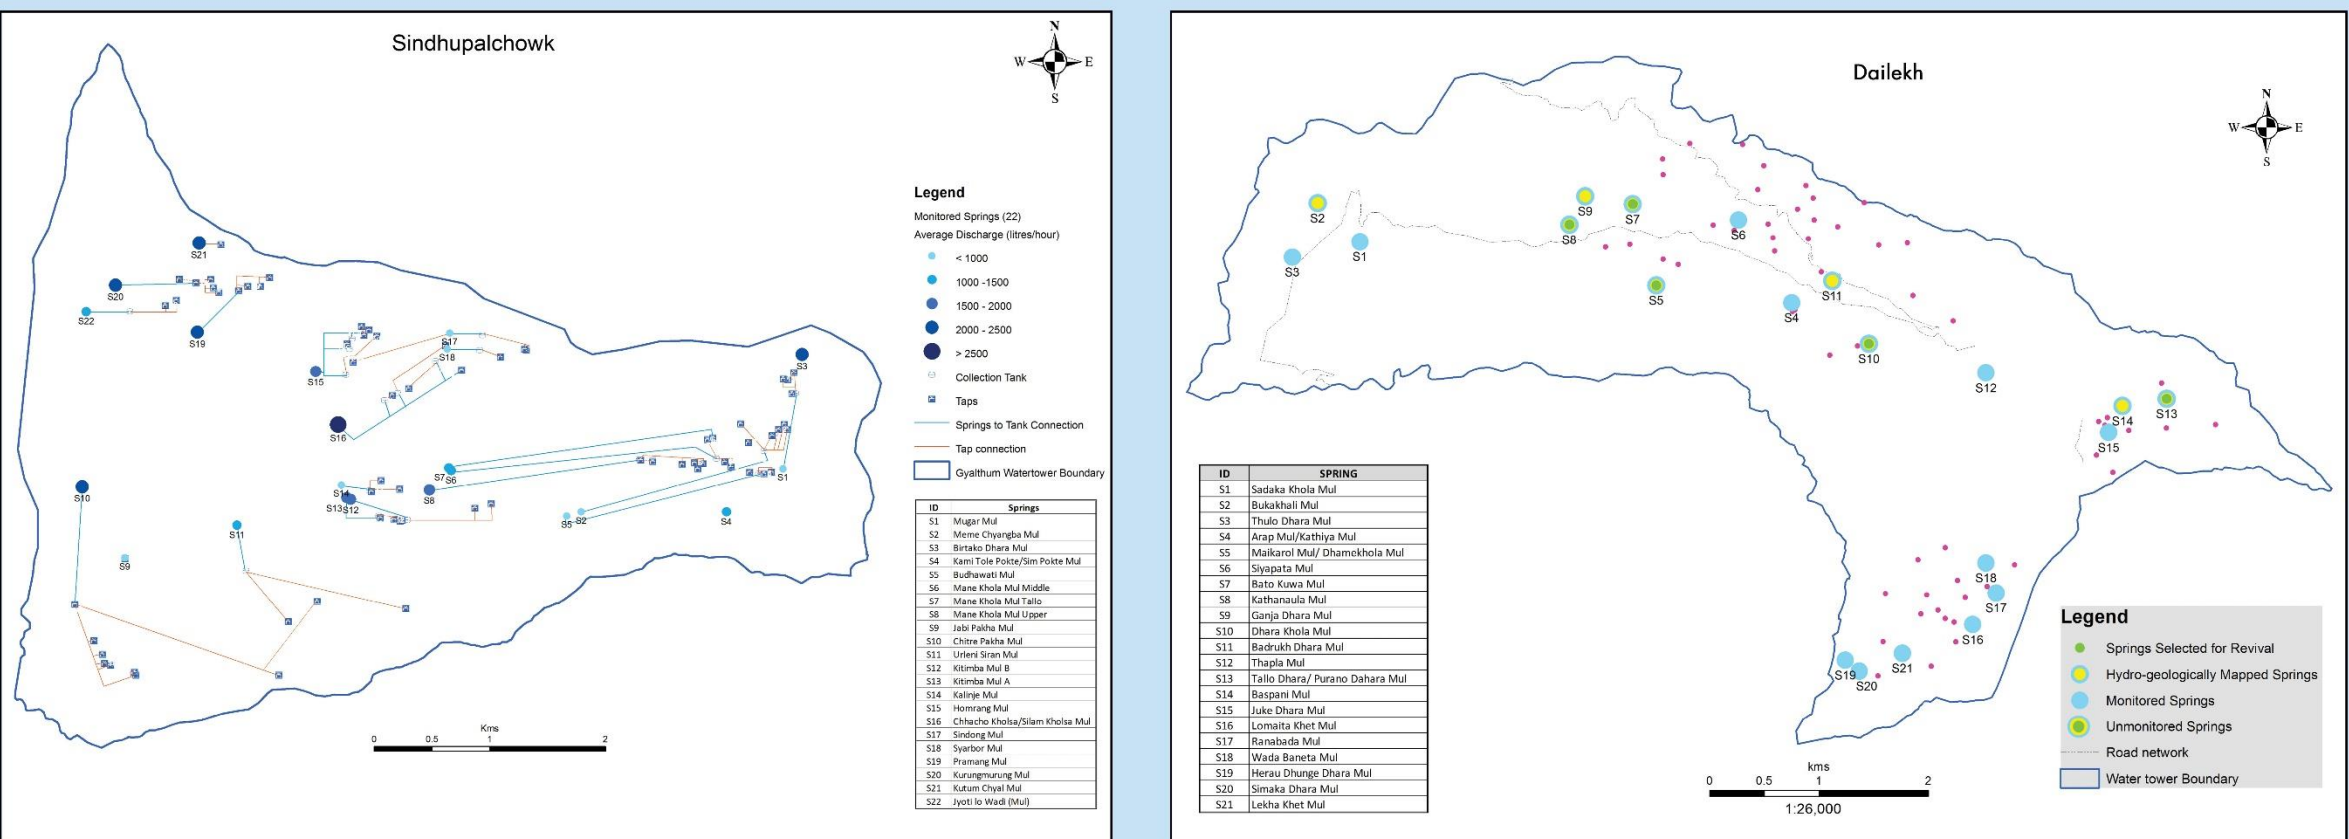 Sindhupalchowk
N
W E
S
S21
S20
S22
S19
S17
S18
S15
S3
S16
S7 S6
S1
S14
S10
S8
S13 S12
S5 S2
S4
S11
S9
Kms
0 0.5 1 2
Legend
Monitored Springs (22)
Average Discharge (litres/hour)
< 1000
1000 -1500
1500 - 2000
2000 - 2500
> 2500
Collection Tank
Taps
Springs to Tank Connection
Tap connection
Gyalthum Watertower Boundary
ID Springs
S1 Mugar Mul
S2 Meme Chyangba Mul
S3 Birtako Dhara Mul
S4 Kami Tole Pokte/Sim Pokte Mul
S5 Budhawati Mul
S6 Mane Khola Mul Middle
S7 Mane Khola Mul Tallo
S8 Mane Khola Mul Upper
S9 Jabi Pakha Mul
S10 Chitre Pakha Mul
S11 Urleni Siran Mul
S12 Kitimba Mul B
S13 Kitimba Mul A
S14 Kalinje Mul
S15 Homrang Mul
S16 Chhacho Kholsa/Silam Kholsa Mul
S17 Sindong Mul
S18 Syarbor Mul
S19 Pramang Mul
S20 Kurungmurung Mul
S21 Kutum Chyal Mul
S22 Jyoti lo Wadi (Mul)
Dailekh
N
W E
S
S2
S9
S7
S8
S6
S1
S3
S11
S5
S4
S10
S12
S14
S13
S15
S18
S17
S16
S21
S19
S20
ID SPRING
S1 Sadaka Khola Mul
S2 Bukakhali Mul
S3 Thulo Dhara Mul
S4 Arap Mul/Kathiya Mul
S5 Maikarol Mul/ Dhamekhola Mul
S6 Siyapata Mul
S7 Bato Kuwa Mul
S8 Kathanaula Mul
S9 Ganja Dhara Mul
S10 Dhara Khola Mul
S11 Badrukh Dhara Mul
S12 Thapla Mul
S13 Tallo Dhara/ Purano Dahara Mul
S14 Baspani Mul
S15 Juke Dhara Mul
S16 Lomaita Khet Mul
S17 Ranabada Mul
S18 Wada Baneta Mul
S19 Herau Dhunge Dhara Mul
S20 Simaka Dhara Mul
S21 Lekha Khet Mul
Legend
Springs Selected for Revival
Hydro-geologically Mapped Springs
Monitored Springs
Unmonitored Springs
Road network
Water tower Boundary
kms
0 0.5 1 2
1:26,000